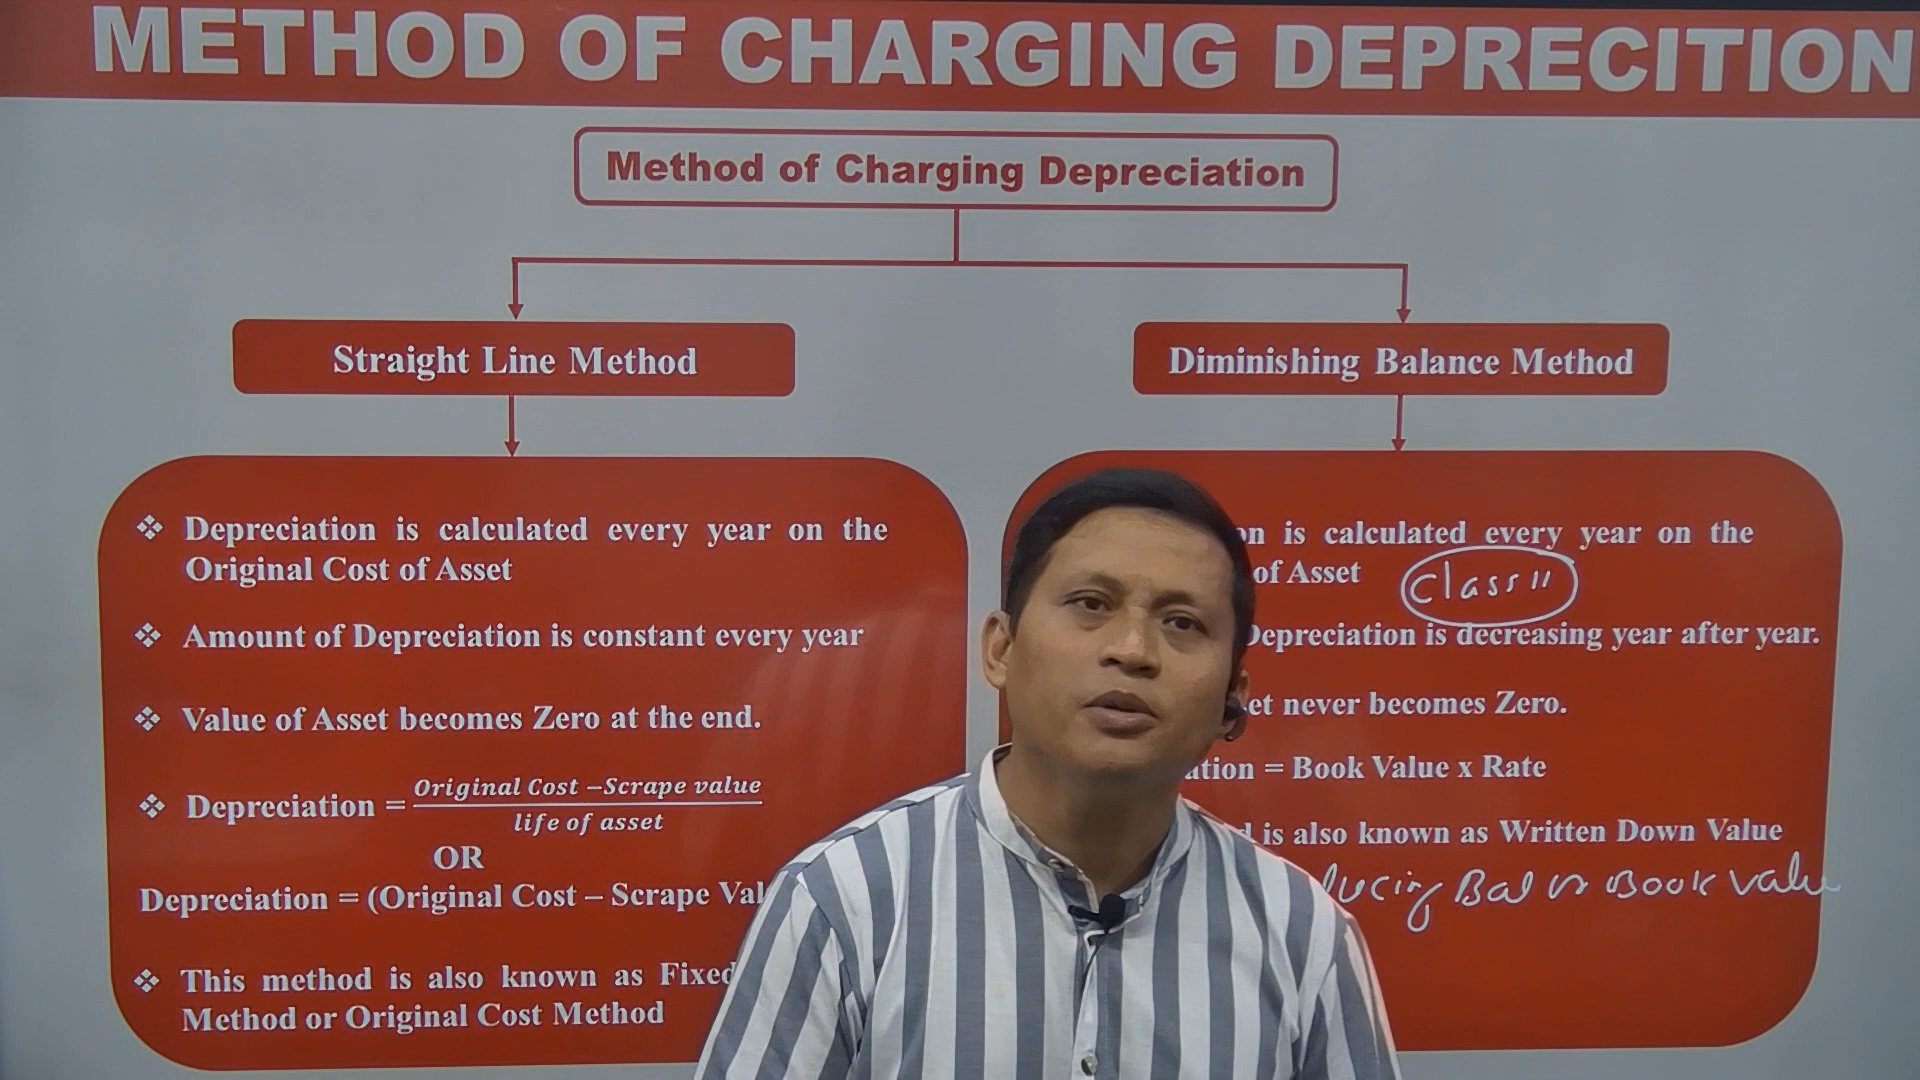 METHOD OF CHARGING DEPRECITION
Method of Charging Depreciation
Straight Line Method
Diminishing Balance Method
❖ Depreciation is calculated every year on the
Original Cost of Asset
❖ Amount of Depreciation is constant every year
❖ Value of Asset becomes Zero at the end.
❖ Depreciation = Original Cost –Scrape value
life of asset
OR
Depreciation = (Original Cost – Scrape
❖ This method is also known as Fixed
Method or Original Cost Method
is calculated every year on the
of Asset
Class 11
Depreciation is decreasing year after year.
never becomes Zero.
= Book Value x Rate
is also known as Written Down Value
Bal or Book Value